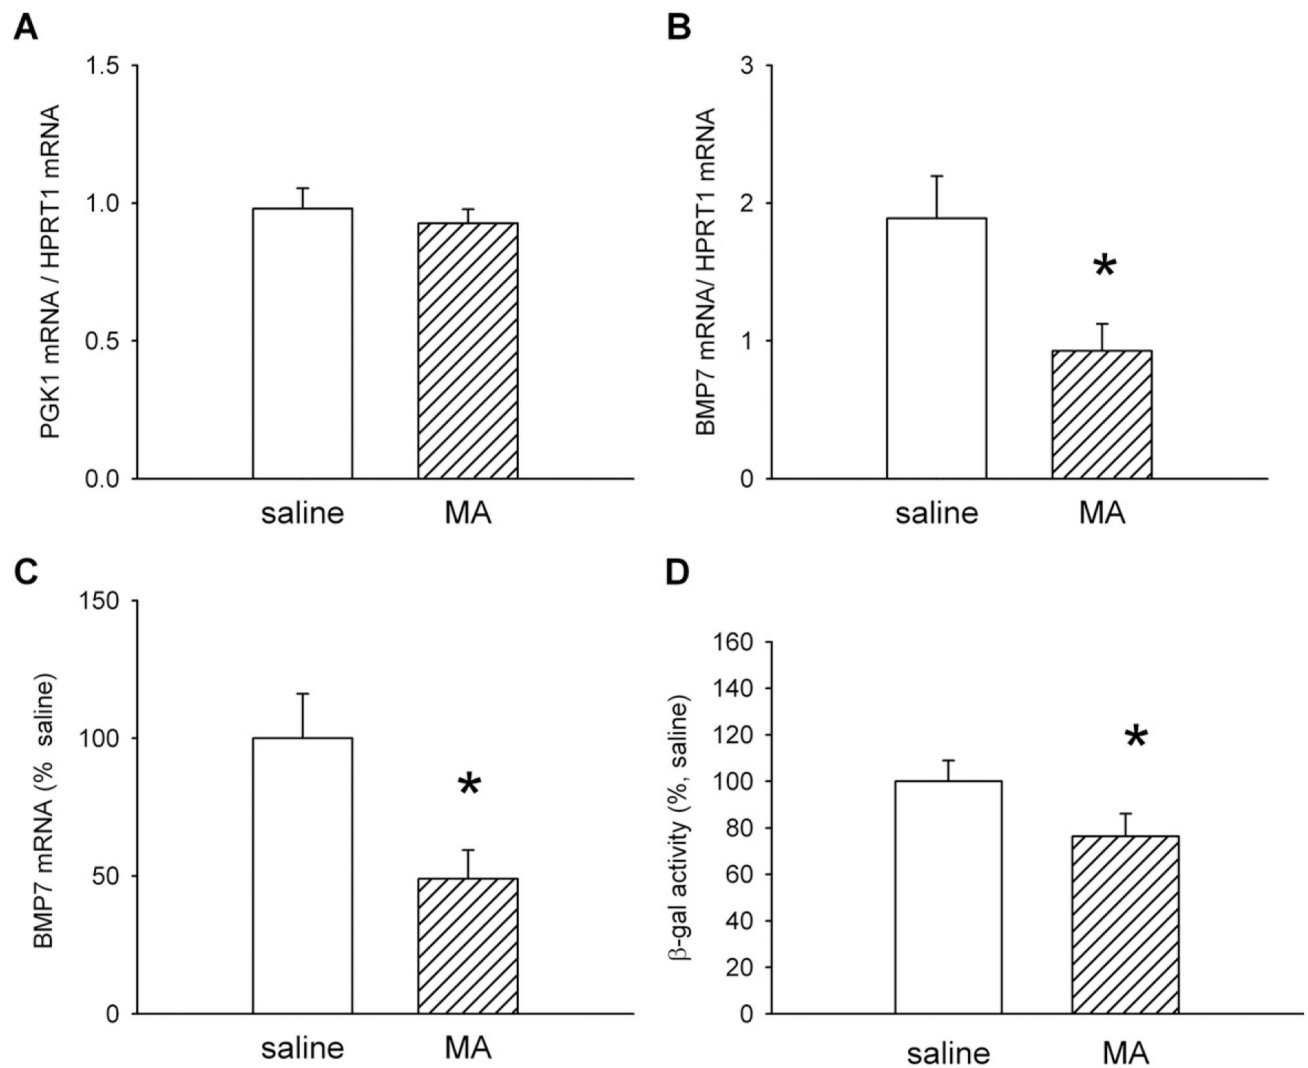 A
1.5
1.0
0.5
0.0
PGK1 mRNA / HPRT1 mRNA
saline MA
B
3
2
1
0
BMP7 mRNA/ HPRT1 mRNA
*
saline MA
C
150
100
50
0
BMP7 mRNA (% saline)
*
saline MA
D
160
140
120
100
80
60
40
20
0
β-gal activity (%, saline)
*
saline MA